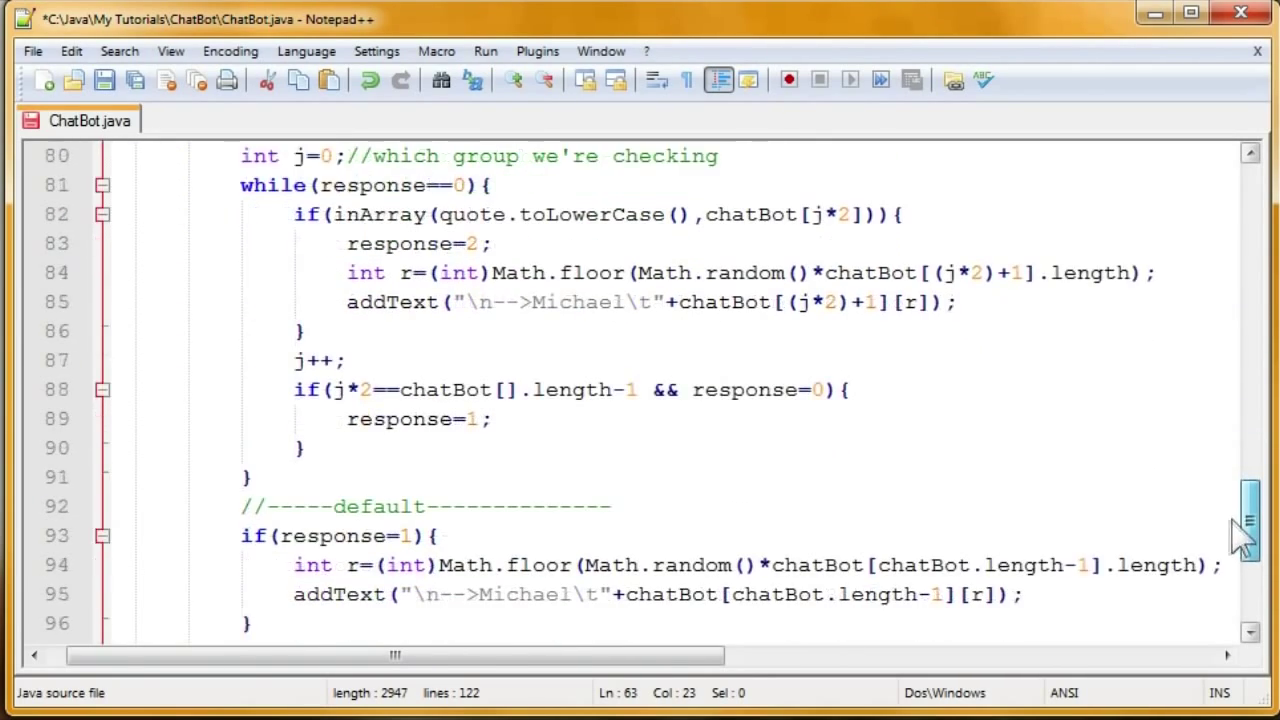 *C:\Java\My Tutorials\ChatBot\ChatBot.java - Notepad++
File Edit Search View Encoding Language Settings Macro Run Plugins Window ? X
ABC
ChatBot.java
80 int j=0;//which group we're checking
81 while(response==0){
82 if(inArray(quote.toLowerCase(),chatBot[j*2])){
83 response=2;
84 int r=(int)Math.floor(Math.random()*chatBot[(j*2)+1].length);
85 addText("\n-->Michael\t"+chatBot[(j*2)+1][r]);
86 }
87 j++;
88 if(j*2==chatBot[].length-1 && response=0){
89 response=1;
90 }
91 }
92 //-----default--------------
93 if(response=1){
94 int r=(int)Math.floor(Math.random()*chatBot[chatBot.length-1].length);
95 addText("\n-->Michael\t"+chatBot[chatBot.length-1][r]);
96 }
Java source file length : 2947 lines : 122 Ln : 63 Col : 23 Sel : 0 Dos\Windows ANSI INS